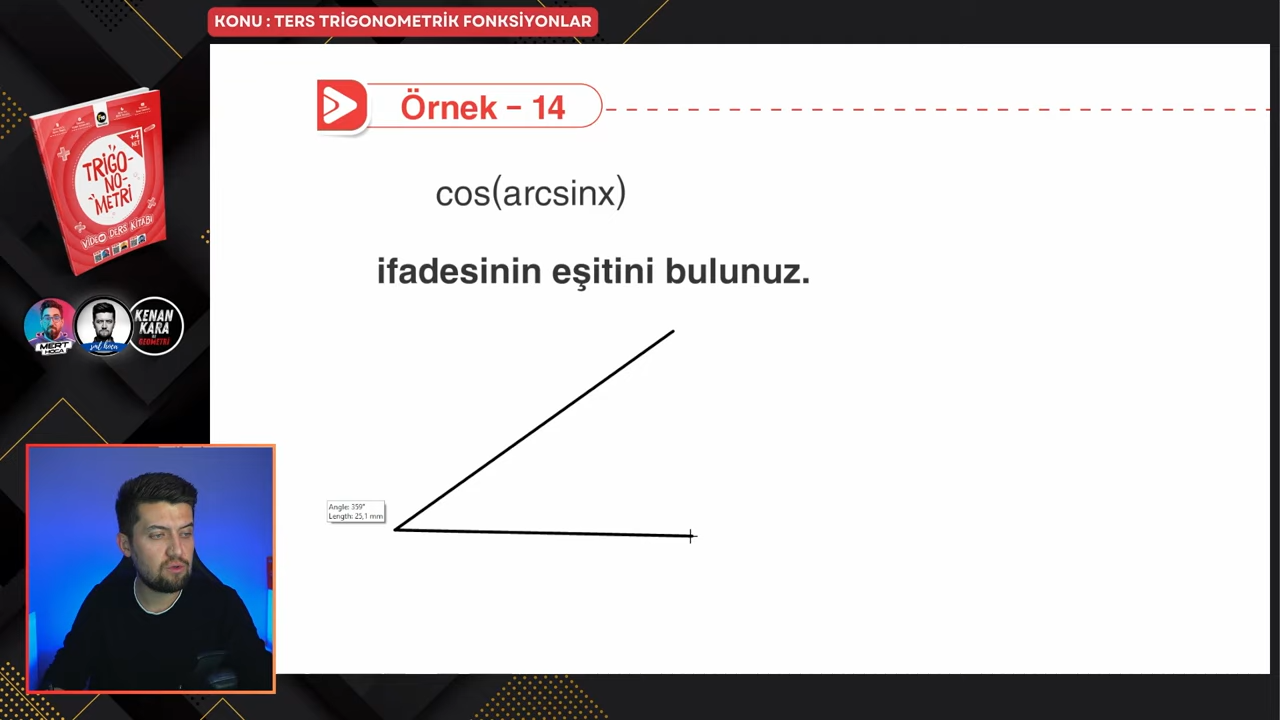 KONU : TERS TRİGONOMETRİK FONKSİYONLAR
Örnek – 14
cos(arcsinx)
ifadesinin eşitini bulunuz.
+4
NET
TRİGO-
NO-
METRİ
VİDEO DERS KİTABI
MERT
HOCA
KENAN
KARA
GEOMETRİ
Angle: 359°
Length: 25,1 mm